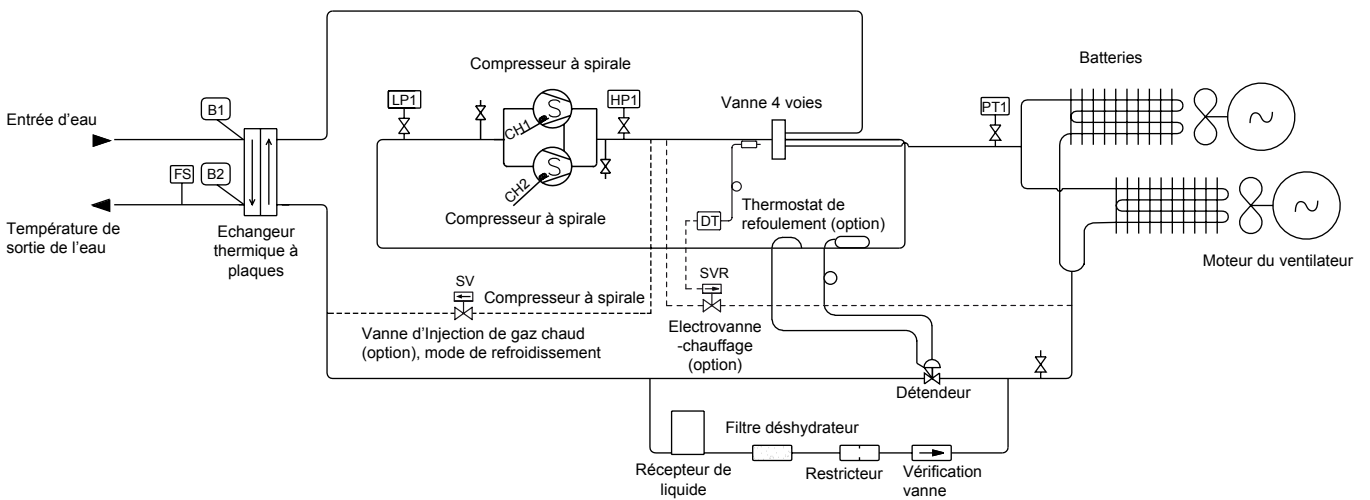 Compresseur à spirale
Batteries
Entrée d'eau
B1
LP1
CH1
HP1
Vanne 4 voies
PT1
FS
B2
CH2
Température de
sortie de l'eau
Echangeur
thermique à
plaques
Compresseur à spirale
DT
Thermostat de
refoulement (option)
Moteur du ventilateur
SV
Compresseur à spirale
SVR
Vanne d'Injection de gaz chaud
(option), mode de refroidissement
Electrovanne
-chauffage
(option)
Détendeur
Filtre déshydrateur
Récepteur de
liquide
Restricteur
Vérification
vanne